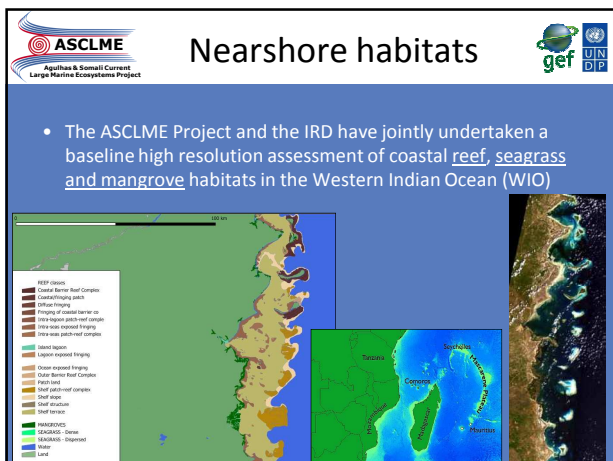 ASCLME
Agulhas & Somali Current
Large Marine Ecosystems Project
Nearshore habitats
gef
U N
D P
• The ASCLME Project and the IRD have jointly undertaken a
baseline high resolution assessment of coastal reef, seagrass
and mangrove habitats in the Western Indian Ocean (WIO)
0
100 km
REEF classes
Coastal Barrier Reef Complex
Coastal/Fringing patch
Diffuse fringing
Fringing of coastal barrier co
Intra-lagoon patch-reef comple
Intra-seas exposed fringing
Intra-seas patch-reef complex
Island lagoon
Lagoon exposed fringing
Ocean exposed fringing
Outer Barrier Reef Complex
Patch land
Shelf patch-reef complex
Shelf slope
Shelf structure
Shelf terrace
MANGROVES
SEAGRASS - Dense
SEAGRASS - Dispersed
Water
Land
Tanzania
Seychelles
Comoros
Mascarene
Plateau
Mozambique
Madagascar
Mauritius